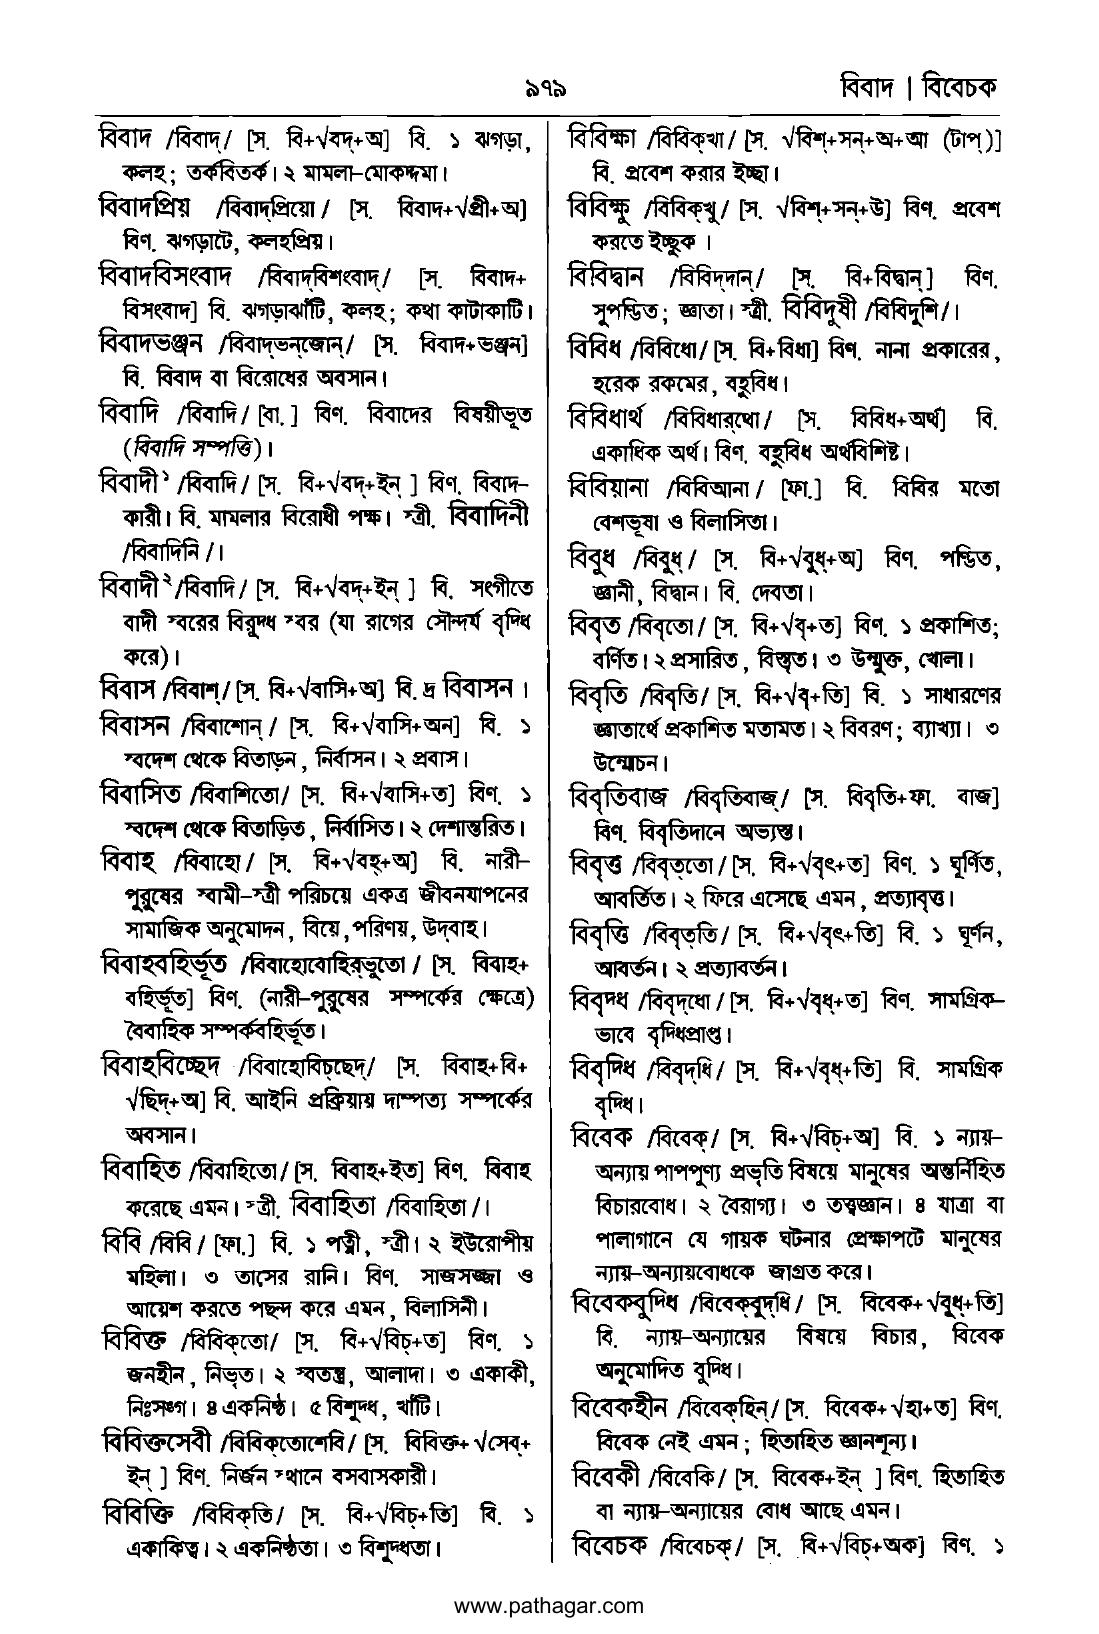 ৯৭৯
বিবাদ | বিবেচক
বিবাদ /বিবাদ্/ [স. বি+√বদ্+অ] বি. ১ ঝগড়া,
কলহ; তর্কবিতর্ক। ২ মামলা-মোকদ্দমা।
বিবাদপ্রিয় /বিবাদ্‌প্রিয়ো/ [স. বিবাদ+√প্রী+অ]
বিণ. ঝগড়াটে, কলহপ্রিয়।
বিবাদবিসংবাদ /বিবাদ্‌বিশংবাদ্/ [স. বিবাদ+
বিসংবাদ] বি. ঝগড়াঝাঁটি, কলহ; কথা কাটাকাটি।
বিবাদভঞ্জন /বিবাদ্‌ভন্‌জোন্/ [স. বিবাদ+ভঞ্জন]
বি. বিবাদ বা বিরোধের অবসান।
বিবাদি /বিবাদি/ [বা.] বিণ. বিবাদের বিষয়ীভূত
(বিবাদি সম্পত্তি)।
বিবাদী১ /বিবাদি/ [স. বি+√বদ্+ইন্] বিণ. বিবাদ-
কারী। বি. মামলার বিরোধী পক্ষ। স্ত্রী. বিবাদিনী
/বিবাদিনি/।
বিবাদী২ /বিবাদি/ [স. বি+√বদ্+ইন্] বি. সংগীতে
বাদী স্বরের বিরুদ্ধ স্বর (যা রাগের সৌন্দর্য বৃদ্ধি
করে)।
বিবাস /বিবাশ্/ [স. বি+√বাসি+অ] বি. দ্র বিবাসন।
বিবাসন /বিবাশোন্/ [স. বি+√বাসি+অন] বি. ১
স্বদেশ থেকে বিতাড়ন, নির্বাসন। ২ প্রবাস।
বিবাসিত /বিবাশিতো/ [স. বি+√বাসি+ত] বিণ. ১
স্বদেশ থেকে বিতাড়িত, নির্বাসিত। ২ দেশান্তরিত।
বিবাহ /বিবাহো/ [স. বি+√বহ্+অ] বি. নারী-
পুরুষের স্বামী-স্ত্রী পরিচয়ে একত্র জীবনযাপনের
সামাজিক অনুমোদন, বিয়ে, পরিণয়, উদ্‌বাহ।
বিবাহবহির্ভূত /বিবাহোবোহির্‌ভুতো/ [স. বিবাহ+
বহির্ভূত] বিণ. (নারী-পুরুষের সম্পর্কের ক্ষেত্রে)
বৈবাহিক সম্পর্কবহির্ভূত।
বিবাহবিচ্ছেদ /বিবাহোবিচ্‌ছেদ্/ [স. বিবাহ+বি+
√ছিদ্+অ] বি. আইনি প্রক্রিয়ায় দাম্পত্য সম্পর্কের
অবসান।
বিবাহিত /বিবাহিতো/ [স. বিবাহ+ইত] বিণ. বিবাহ
করেছে এমন। স্ত্রী. বিবাহিতা /বিবাহিতা/।
বিবি /বিবি/ [ফা.] বি. ১ পত্নী, স্ত্রী। ২ ইউরোপীয়
মহিলা। ৩ তাসের রানি। বিণ. সাজসজ্জা ও
আয়েশ করতে পছন্দ করে এমন, বিলাসিনী।
বিবিক্ত /বিবিক্‌তো/ [স. বি+√বিচ্+ত] বিণ. ১
জনহীন, নিভৃত। ২ স্বতন্ত্র, আলাদা। ৩ একাকী,
নিঃসঙ্গ। ৪ একনিষ্ঠ। ৫ বিশুদ্ধ, খাঁটি।
বিবিক্তসেবী /বিবিক্‌তোশেবি/ [স. বিবিক্ত+√সেব্+
ইন্] বিণ. নির্জন স্থানে বসবাসকারী।
বিবিক্তি /বিবিক্‌তি/ [স. বি+√বিচ্+তি] বি. ১
একাকিত্ব। ২ একনিষ্ঠতা। ৩ বিশুদ্ধতা।
বিবিক্ষা /বিবিক্‌খা/ [স. √বিশ্+সন্+অ+আ (টাপ্)]
বি. প্রবেশ করার ইচ্ছা।
বিবিক্ষু /বিবিক্‌খু/ [স. √বিশ্+সন্+উ] বিণ. প্রবেশ
করতে ইচ্ছুক।
বিবিদ্বান /বিবিদ্‌দান্/ [স. বি+বিদ্বান্] বিণ.
সুপণ্ডিত; জ্ঞাতা। স্ত্রী. বিবিদুষী /বিবিদুশি/।
বিবিধ /বিবিধো/ [স. বি+বিধা] বিণ. নানা প্রকারের,
হরেক রকমের, বহুবিধ।
বিবিধার্থ /বিবিধার্‌থো/ [স. বিবিধ+অর্থ] বি.
একাধিক অর্থ। বিণ. বহুবিধ অর্থবিশিষ্ট।
বিবিয়ানা /বিবিআনা/ [ফা.] বি. বিবির মতো
বেশভূষা ও বিলাসিতা।
বিবুধ /বিবুধ্/ [স. বি+√বুধ্+অ] বিণ. পণ্ডিত,
জ্ঞানী, বিদ্বান। বি. দেবতা।
বিবৃত /বিবৃতো/ [স. বি+√বৃ+ত] বিণ. ১ প্রকাশিত;
বর্ণিত। ২ প্রসারিত, বিস্তৃত। ৩ উন্মুক্ত, খোলা।
বিবৃতি /বিবৃতি/ [স. বি+√বৃ+তি] বি. ১ সাধারণের
জ্ঞাতার্থে প্রকাশিত মতামত। ২ বিবরণ; ব্যাখ্যা। ৩
উন্মোচন।
বিবৃতিবাজ /বিবৃতিবাজ্/ [স. বিবৃতি+ফা. বাজ]
বিণ. বিবৃতিদানে অভ্যস্ত।
বিবৃত্ত /বিবৃত্‌তো/ [স. বি+√বৃৎ+ত] বিণ. ১ ঘূর্ণিত,
আবর্তিত। ২ ফিরে এসেছে এমন, প্রত্যাবৃত্ত।
বিবৃত্তি /বিবৃত্‌তি/ [স. বি+√বৃৎ+তি] বি. ১ ঘূর্ণন,
আবর্তন। ২ প্রত্যাবর্তন।
বিবৃদ্ধ /বিবৃদ্‌ধো/ [স. বি+√বৃধ্+ত] বিণ. সামগ্রিক-
ভাবে বৃদ্ধিপ্রাপ্ত।
বিবৃদ্ধি /বিবৃদ্‌ধি/ [স. বি+√বৃধ্+তি] বি. সামগ্রিক
বৃদ্ধি।
বিবেক /বিবেক্/ [স. বি+√বিচ্+অ] বি. ১ ন্যায়-
অন্যায় পাপপুণ্য প্রভৃতি বিষয়ে মানুষের অন্তর্নিহিত
বিচারবোধ। ২ বৈরাগ্য। ৩ তত্ত্বজ্ঞান। ৪ যাত্রা বা
পালাগানে যে গায়ক ঘটনার প্রেক্ষাপটে মানুষের
ন্যায়-অন্যায়বোধকে জাগ্রত করে।
বিবেকবুদ্ধি /বিবেক্‌বুদ্‌ধি/ [স. বিবেক+√বুধ্+তি]
বি. ন্যায়-অন্যায়ের বিষয়ে বিচার, বিবেক
অনুমোদিত বুদ্ধি।
বিবেকহীন /বিবেক্‌হিন্/ [স. বিবেক+√হা+ত] বিণ.
বিবেক নেই এমন; হিতাহিত জ্ঞানশূন্য।
বিবেকী /বিবেকি/ [স. বিবেক+ইন্] বিণ. হিতাহিত
বা ন্যায়-অন্যায়ের বোধ আছে এমন।
বিবেচক /বিবেচক্/ [স. বি+√বিচ্+অক] বিণ. ১
www.pathagar.com